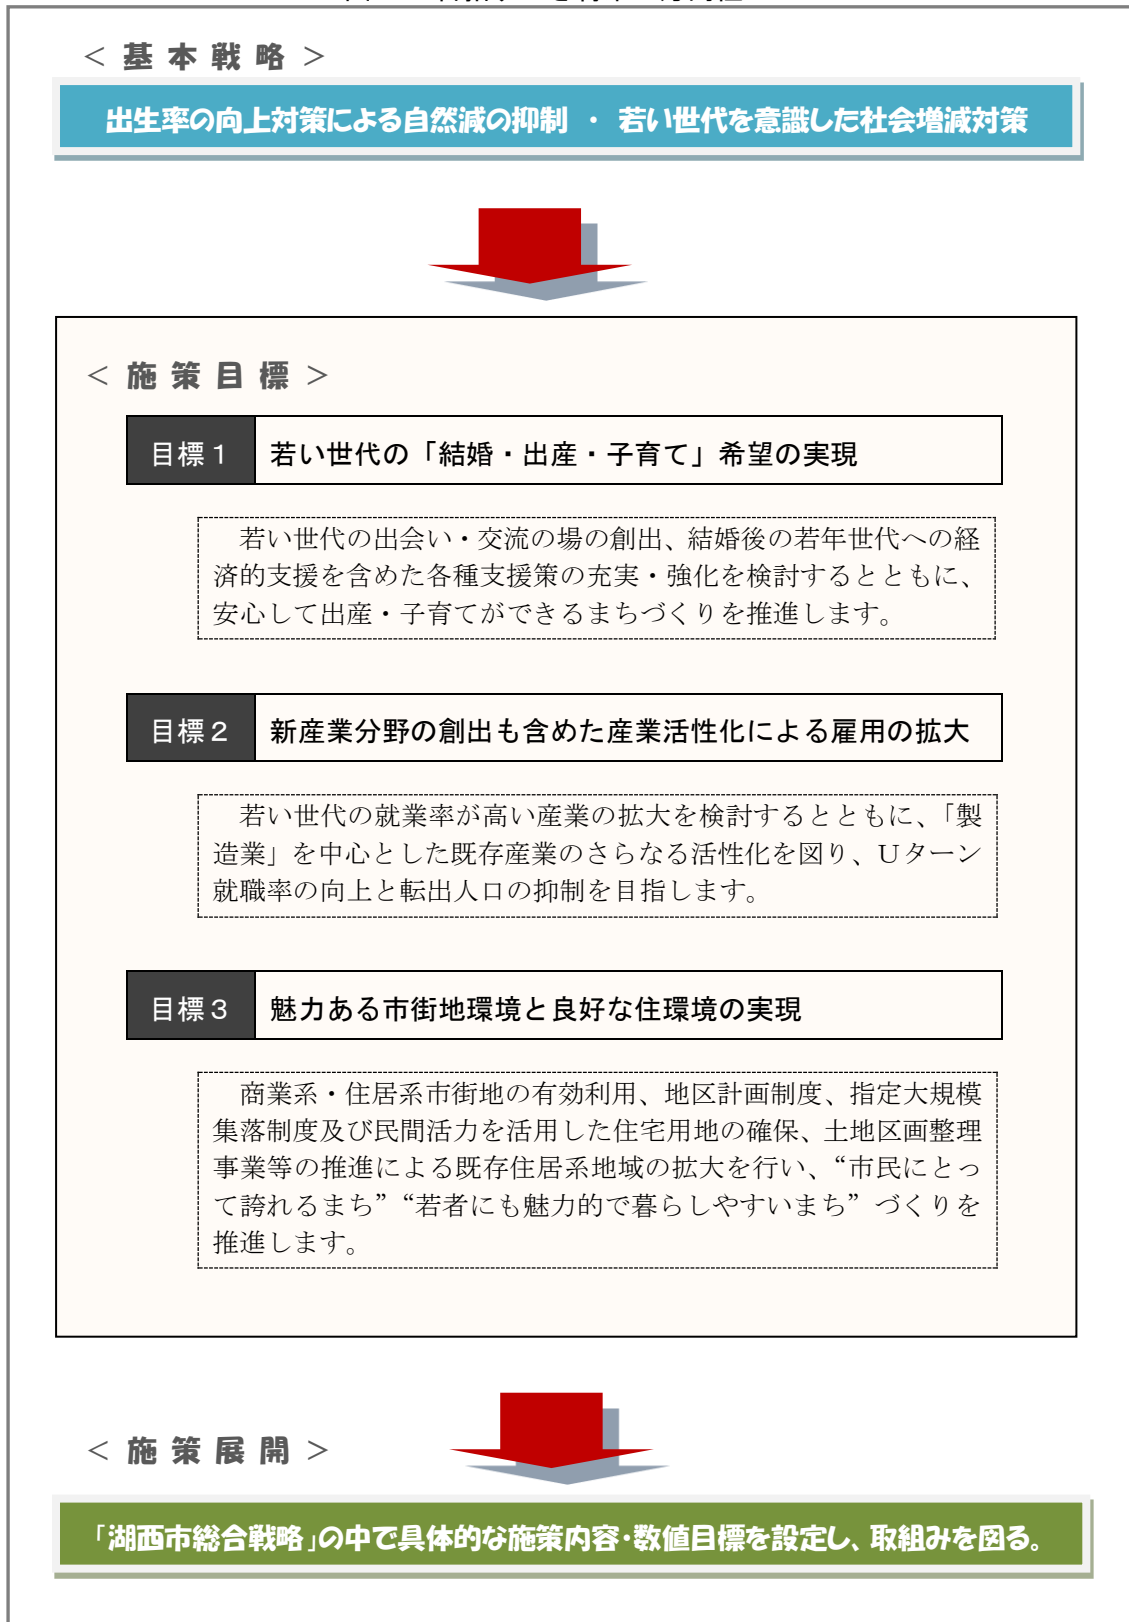 ＜ 基 本 戦 略 ＞
出生率の向上対策による自然減の抑制 ・ 若い世代を意識した社会増減対策
＜ 施 策 目 標 ＞
目標１ 若い世代の「結婚・出産・子育て」希望の実現
若い世代の出会い・交流の場の創出、結婚後の若年世代への経
済的支援を含めた各種支援策の充実・強化を検討するとともに、
安心して出産・子育てができるまちづくりを推進します。
目標２ 新産業分野の創出も含めた産業活性化による雇用の拡大
若い世代の就業率が高い産業の拡大を検討するとともに、「製
造業」を中心とした既存産業のさらなる活性化を図り、Ｕターン
就職率の向上と転出人口の抑制を目指します。
目標３ 魅力ある市街地環境と良好な住環境の実現
商業系・住居系市街地の有効利用、地区計画制度、指定大規模
集落制度及び民間活力を活用した住宅用地の確保、土地区画整理
事業等の推進による既存住居系地域の拡大を行い、“市民にとっ
て誇れるまち”“若者にも魅力的で暮らしやすいまち”づくりを
推進します。
＜ 施 策 展 開 ＞
「湖西市総合戦略」の中で具体的な施策内容・数値目標を設定し、取組みを図る。